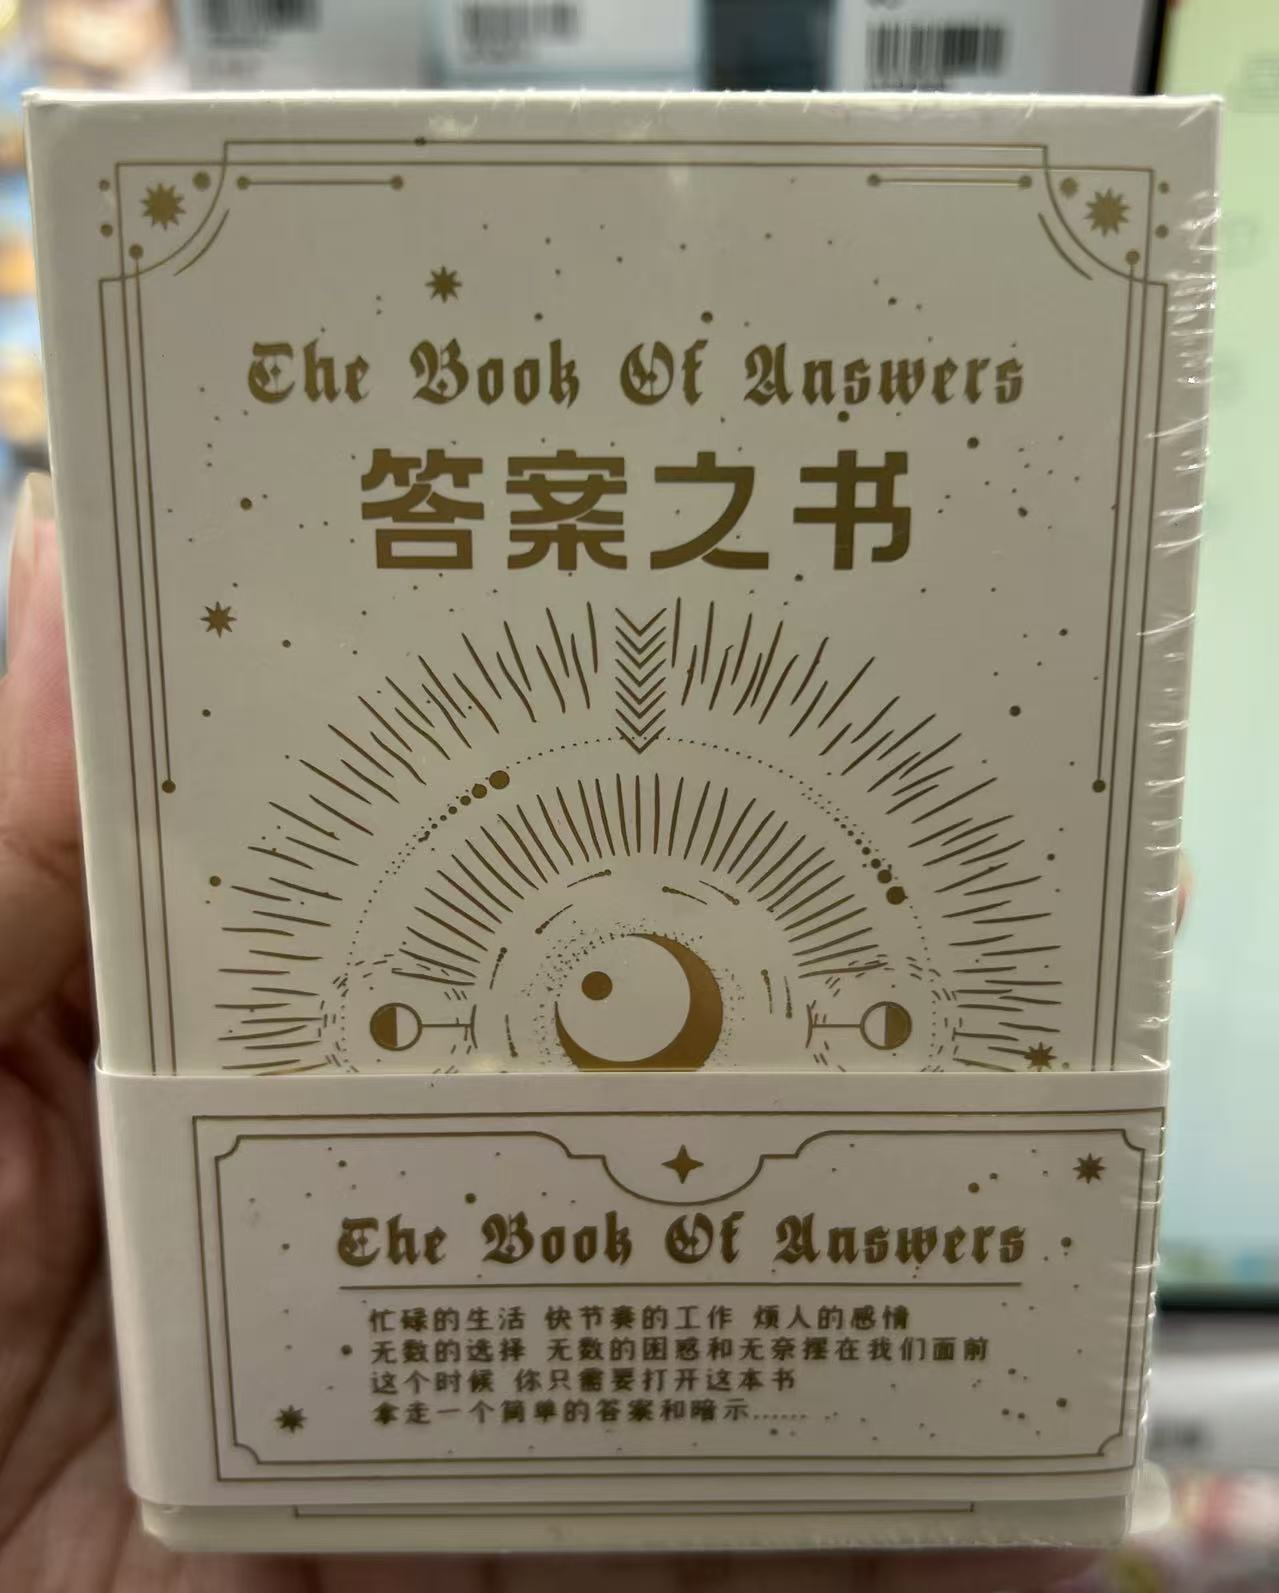 The Book Of Answers
答案之书
The Book Of Answers
忙碌的生活 快节奏的工作 烦人的感情
无数的选择 无数的困惑和无奈摆在我们面前
这个时候 你只需要打开这本书
拿走一个简单的答案和暗示……